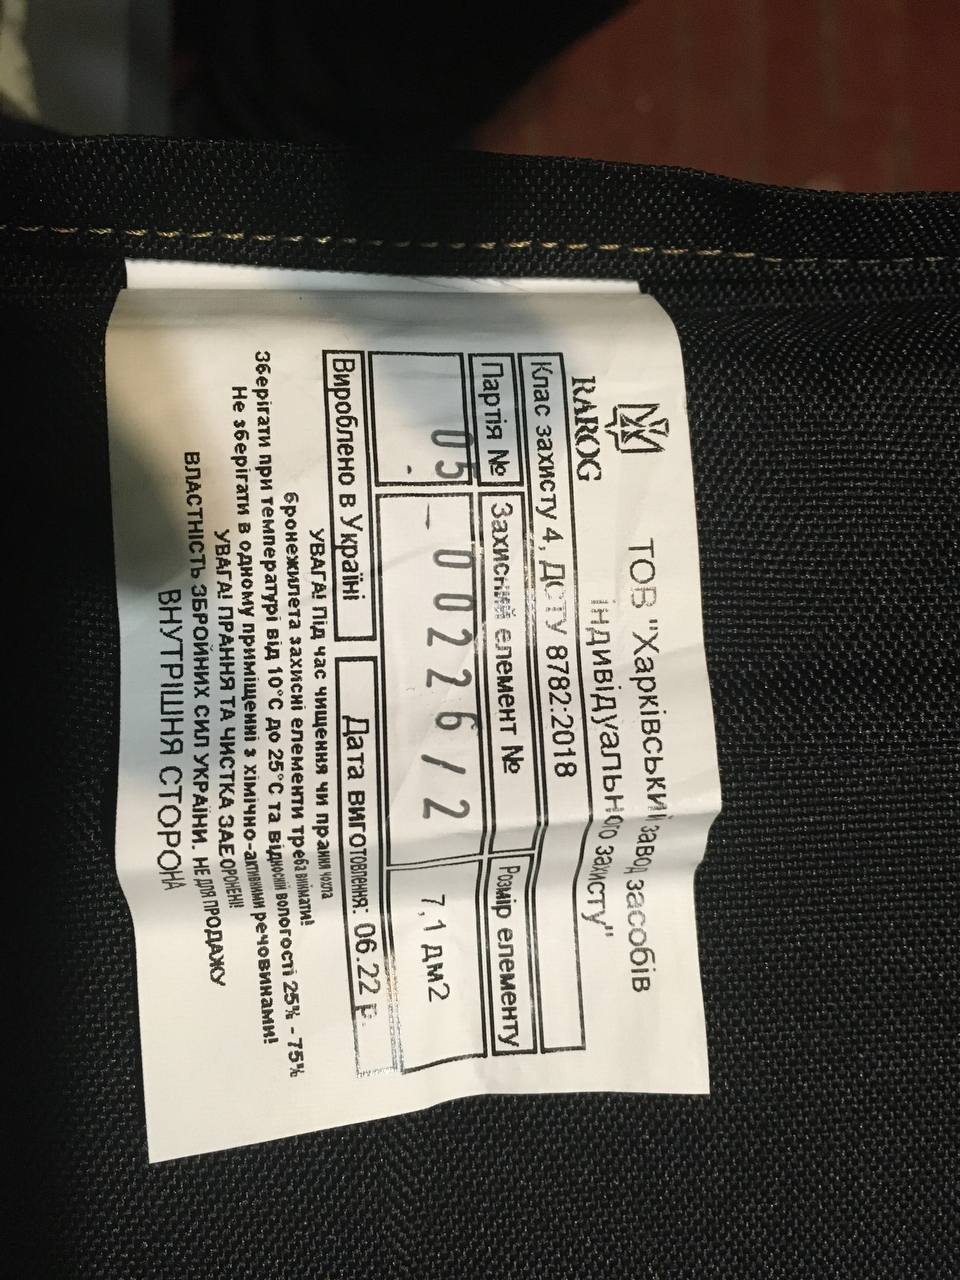 RAROG
ТОВ "Харківський завод засобів
індивідуального захисту"
Клас захисту 4, ДСТУ 8782:2018
Партія № Захисний елемент № Розмір елементу
05 - 00226/2 7,1 дм2
Вироблено в Україні Дата виготовлення: 06.22 р.
УВАГА! Під час чищення чи прання чохла
бронежилета захисні елементи треба виймати!
Зберігати при температурі від 10°С до 25°С та відносній вологості 25% - 75%
Не зберігати в одному приміщенні з хімічно-активними речовинами!
УВАГА! ПРАННЯ ТА ЧИСТКА ЗАБОРОНЕНІ!
ВЛАСТНІСТЬ ЗБРОЙНИХ СИЛ УКРАЇНИ. НЕ ДЛЯ ПРОДАЖУ
ВНУТРІШНЯ СТОРОНА